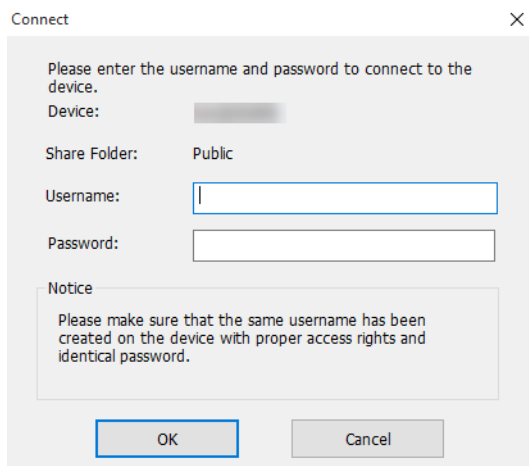 Connect
Please enter the username and password to connect to the
device.
Device:
Share Folder: Public
Username:
Password:
Notice
Please make sure that the same username has been
created on the device with proper access rights and
identical password.
OK Cancel